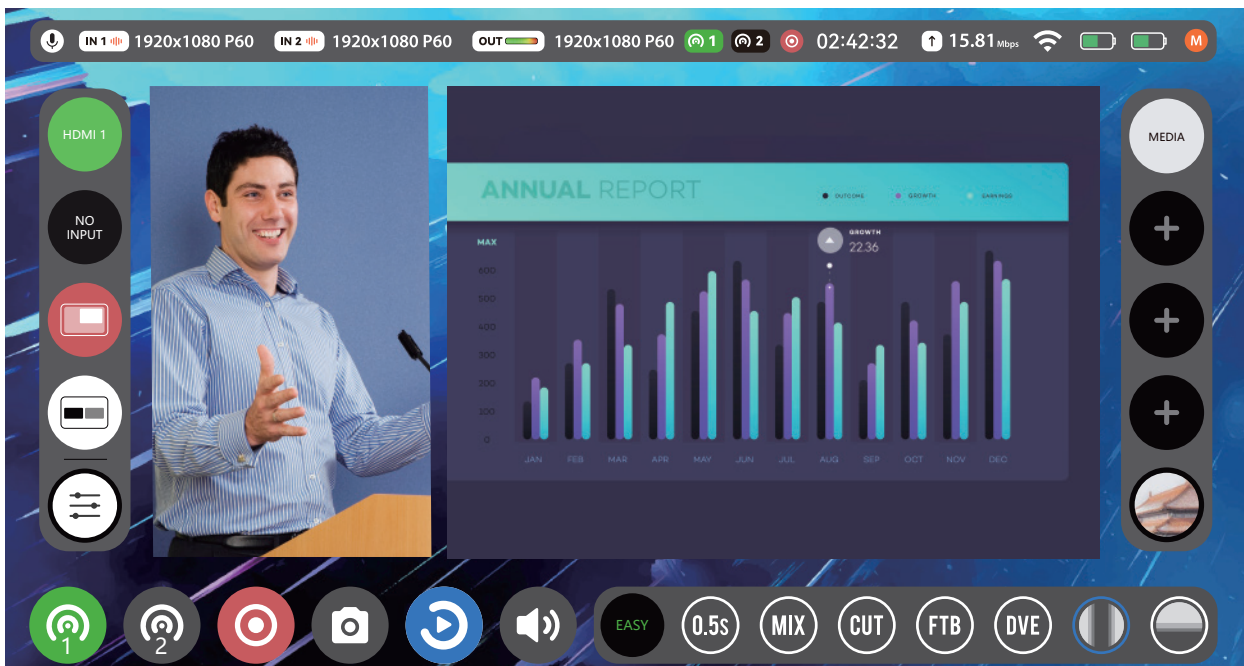 IN 1 1920x1080 P60 IN 2 1920x1080 P60 OUT 1920x1080 P60 1 2 02:42:32 15.81 Mbps M
HDMI 1
NO
INPUT
ANNUAL REPORT
OUTCOME GROWTH EARNINGS
MAX
GROWTH
22.36
600
500
400
300
200
100
0
JAN FEB MAR APR MAY JUN JUL AUG SEP OCT NOV DEC
MEDIA
+
+
+
1
2
EASY 0.5s MIX CUT FTB DVE